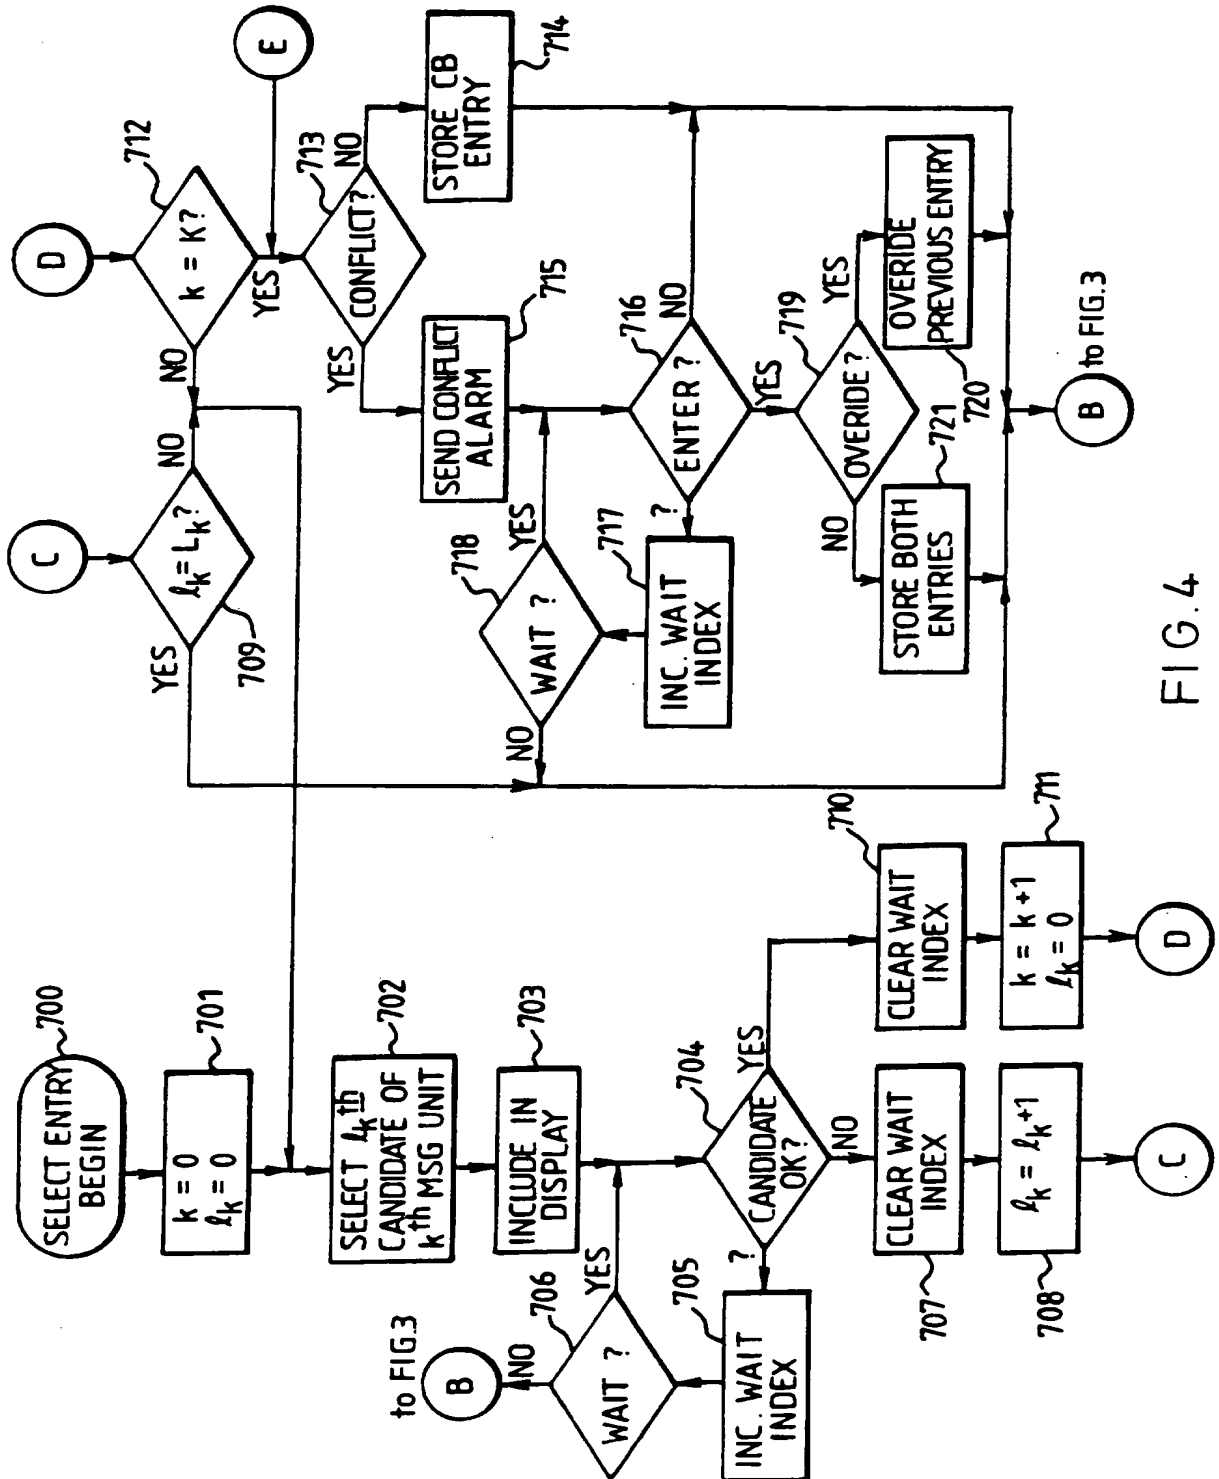 SELECT ENTRY
BEGIN
700
k = 0
ℓk = 0
701
SELECT ℓk th
CANDIDATE OF
kth MSG UNIT
702
INCLUDE IN
DISPLAY
703
CANDIDATE
OK?
704
YES
NO
?
INC. WAIT
INDEX
705
WAIT ?
706
YES
NO
B
to FIG.3
CLEAR WAIT
INDEX
707
ℓk = ℓk+1
708
C
CLEAR WAIT
INDEX
710
k = k+1
ℓk = 0
711
D
C
ℓk = Lk?
709
YES
NO
D
k = K?
712
NO
YES
E
CONFLICT?
713
YES
NO
STORE CB
ENTRY
714
SEND CONFLICT
ALARM
715
ENTER ?
716
NO
YES
?
INC. WAIT
INDEX
717
WAIT ?
718
YES
NO
OVERRIDE?
719
YES
NO
OVERRIDE
PREVIOUS ENTRY
720
STORE BOTH
ENTRIES
721
B
to FIG.3
FIG.4